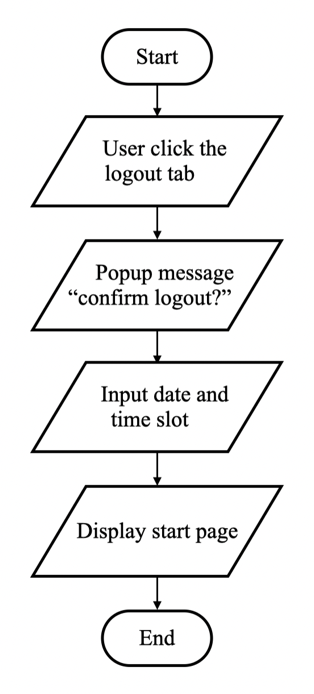 Start
User click the
logout tab
Popup message
“confirm logout?”
Input date and
time slot
Display start page
End